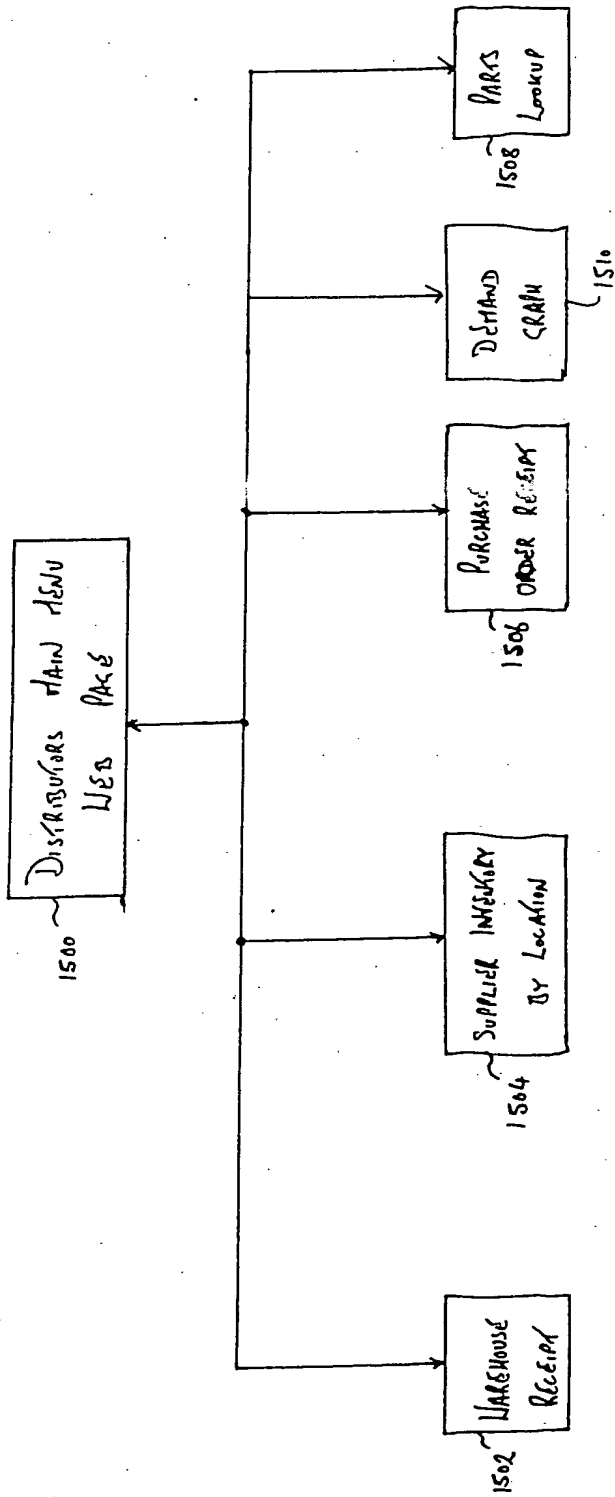 DISTRIBUTORS MAIN MENU
WEB PAGE
1500
WAREHOUSE
RECEIPT
1502
SUPPLIER INVENTORY
BY LOCATION
1504
PURCHASE
ORDER RECEIPT
1506
DEMAND
GRAPH
1510
PARTS
LOOKUP
1508